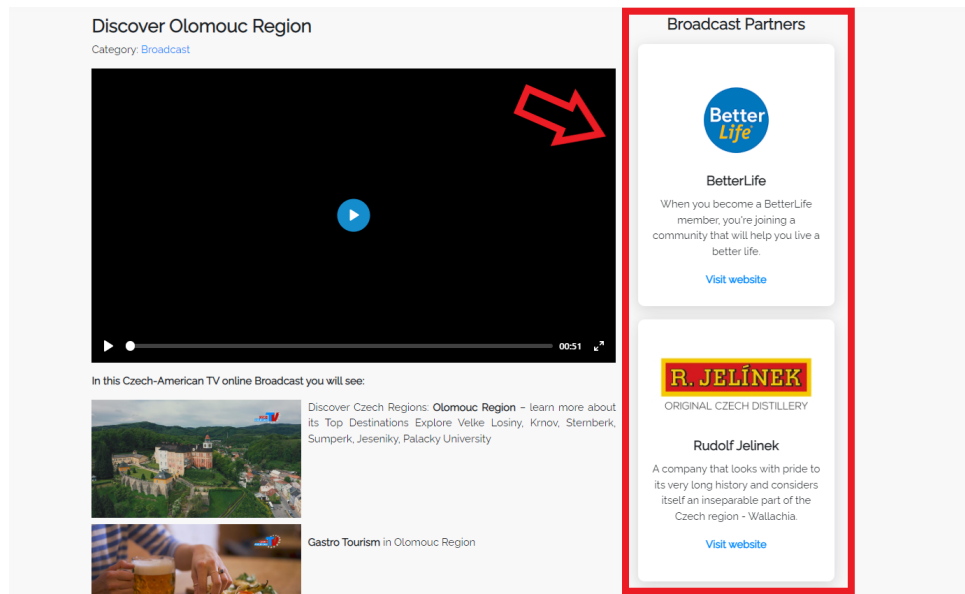 Discover Olomouc Region
Category: Broadcast
00:51
In this Czech-American TV online Broadcast you will see:
Discover Czech Regions: Olomouc Region – learn more about
its Top Destinations Explore Velke Losiny, Krnov, Sternberk,
Sumperk, Jeseniky, Palacky University
Gastro Tourism in Olomouc Region
Broadcast Partners
Better
Life
BetterLife
When you become a BetterLife
member, you're joining a
community that will help you live a
better life.
Visit website
R. JELÍNEK
ORIGINAL CZECH DISTILLERY
Rudolf Jelinek
A company that looks with pride to
its very long history and considers
itself an inseparable part of the
Czech region - Wallachia.
Visit website